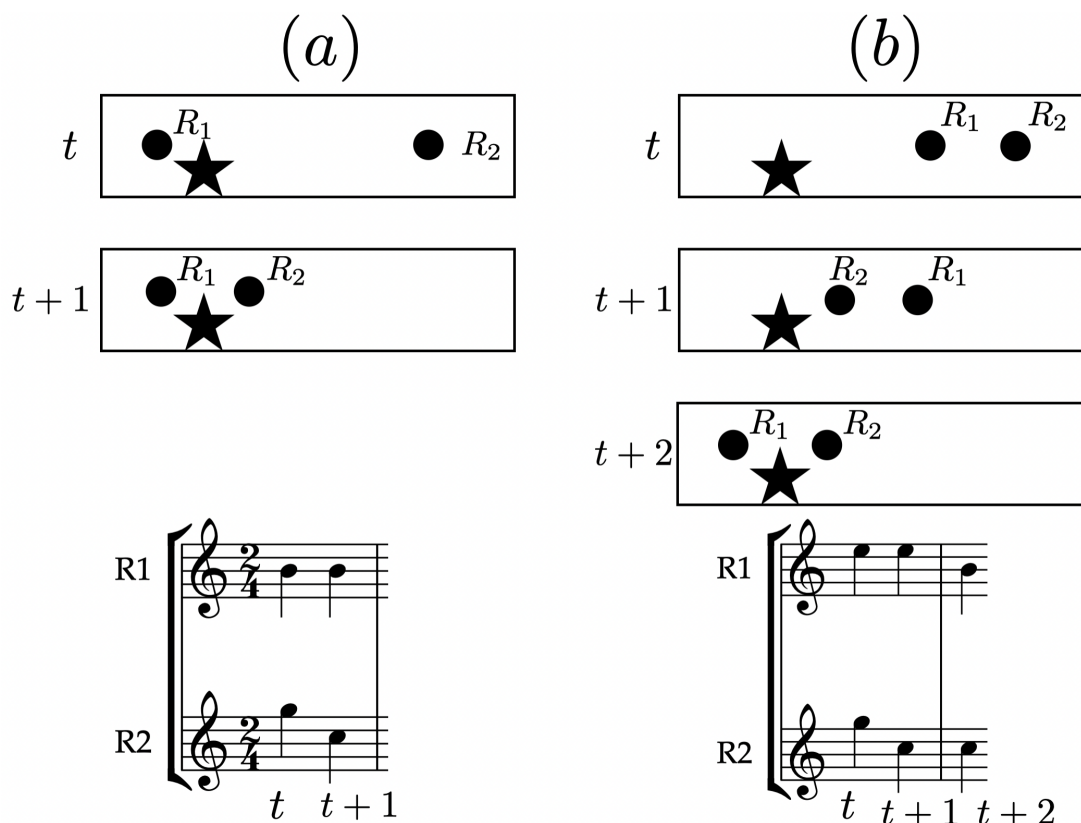 (a) (b)
t R1 R2
t R1 R2
t + 1 R1 R2
t + 1 R2 R1
t + 2 R1 R2
R1 2 4
R2 2 4
t t + 1
R1
R2
t t + 1 t + 2